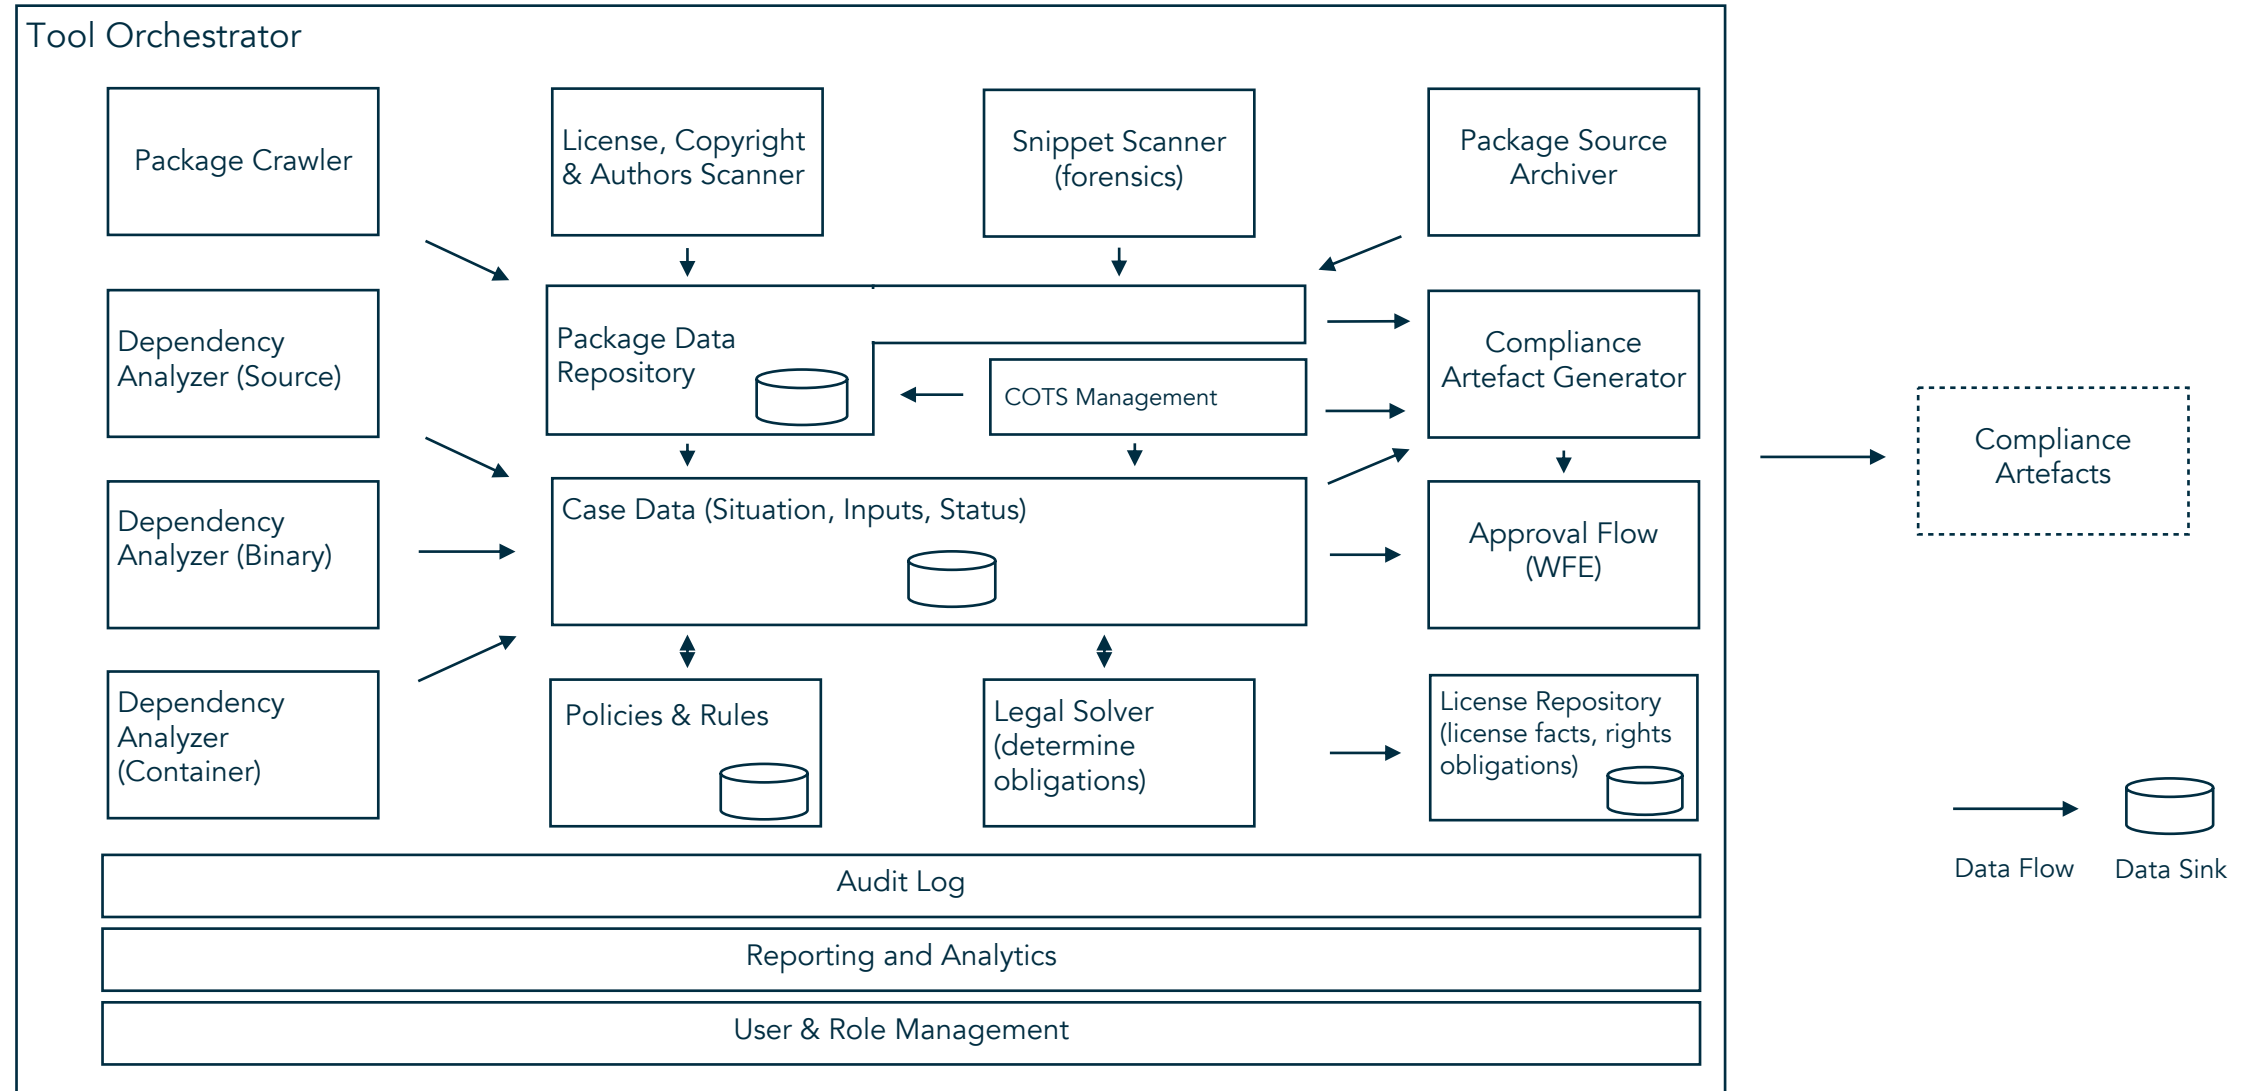 Tool Orchestrator
Package Crawler
License, Copyright
& Authors Scanner
Snippet Scanner
(forensics)
Package Source
Archiver
Dependency
Analyzer (Source)
Package Data
Repository
COTS Management
Compliance
Artefact Generator
Compliance
Artefacts
Dependency
Analyzer (Binary)
Case Data (Situation, Inputs, Status)
Approval Flow
(WFE)
Dependency
Analyzer
(Container)
Policies & Rules
Legal Solver
(determine
obligations)
License Repository
(license facts, rights
obligations)
Data Flow
Data Sink
Audit Log
Reporting and Analytics
User & Role Management